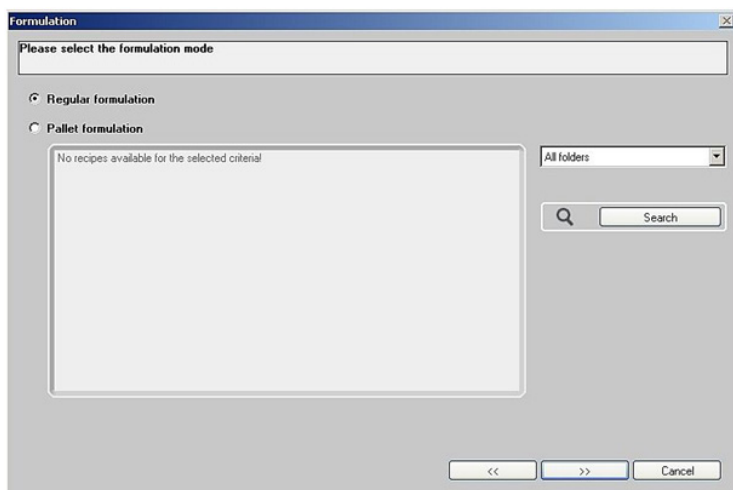 Formulation
Please select the formulation mode
Regular formulation
Pallet formulation
No recipes available for the selected criteria!
All folders
Search
<<
>>
Cancel